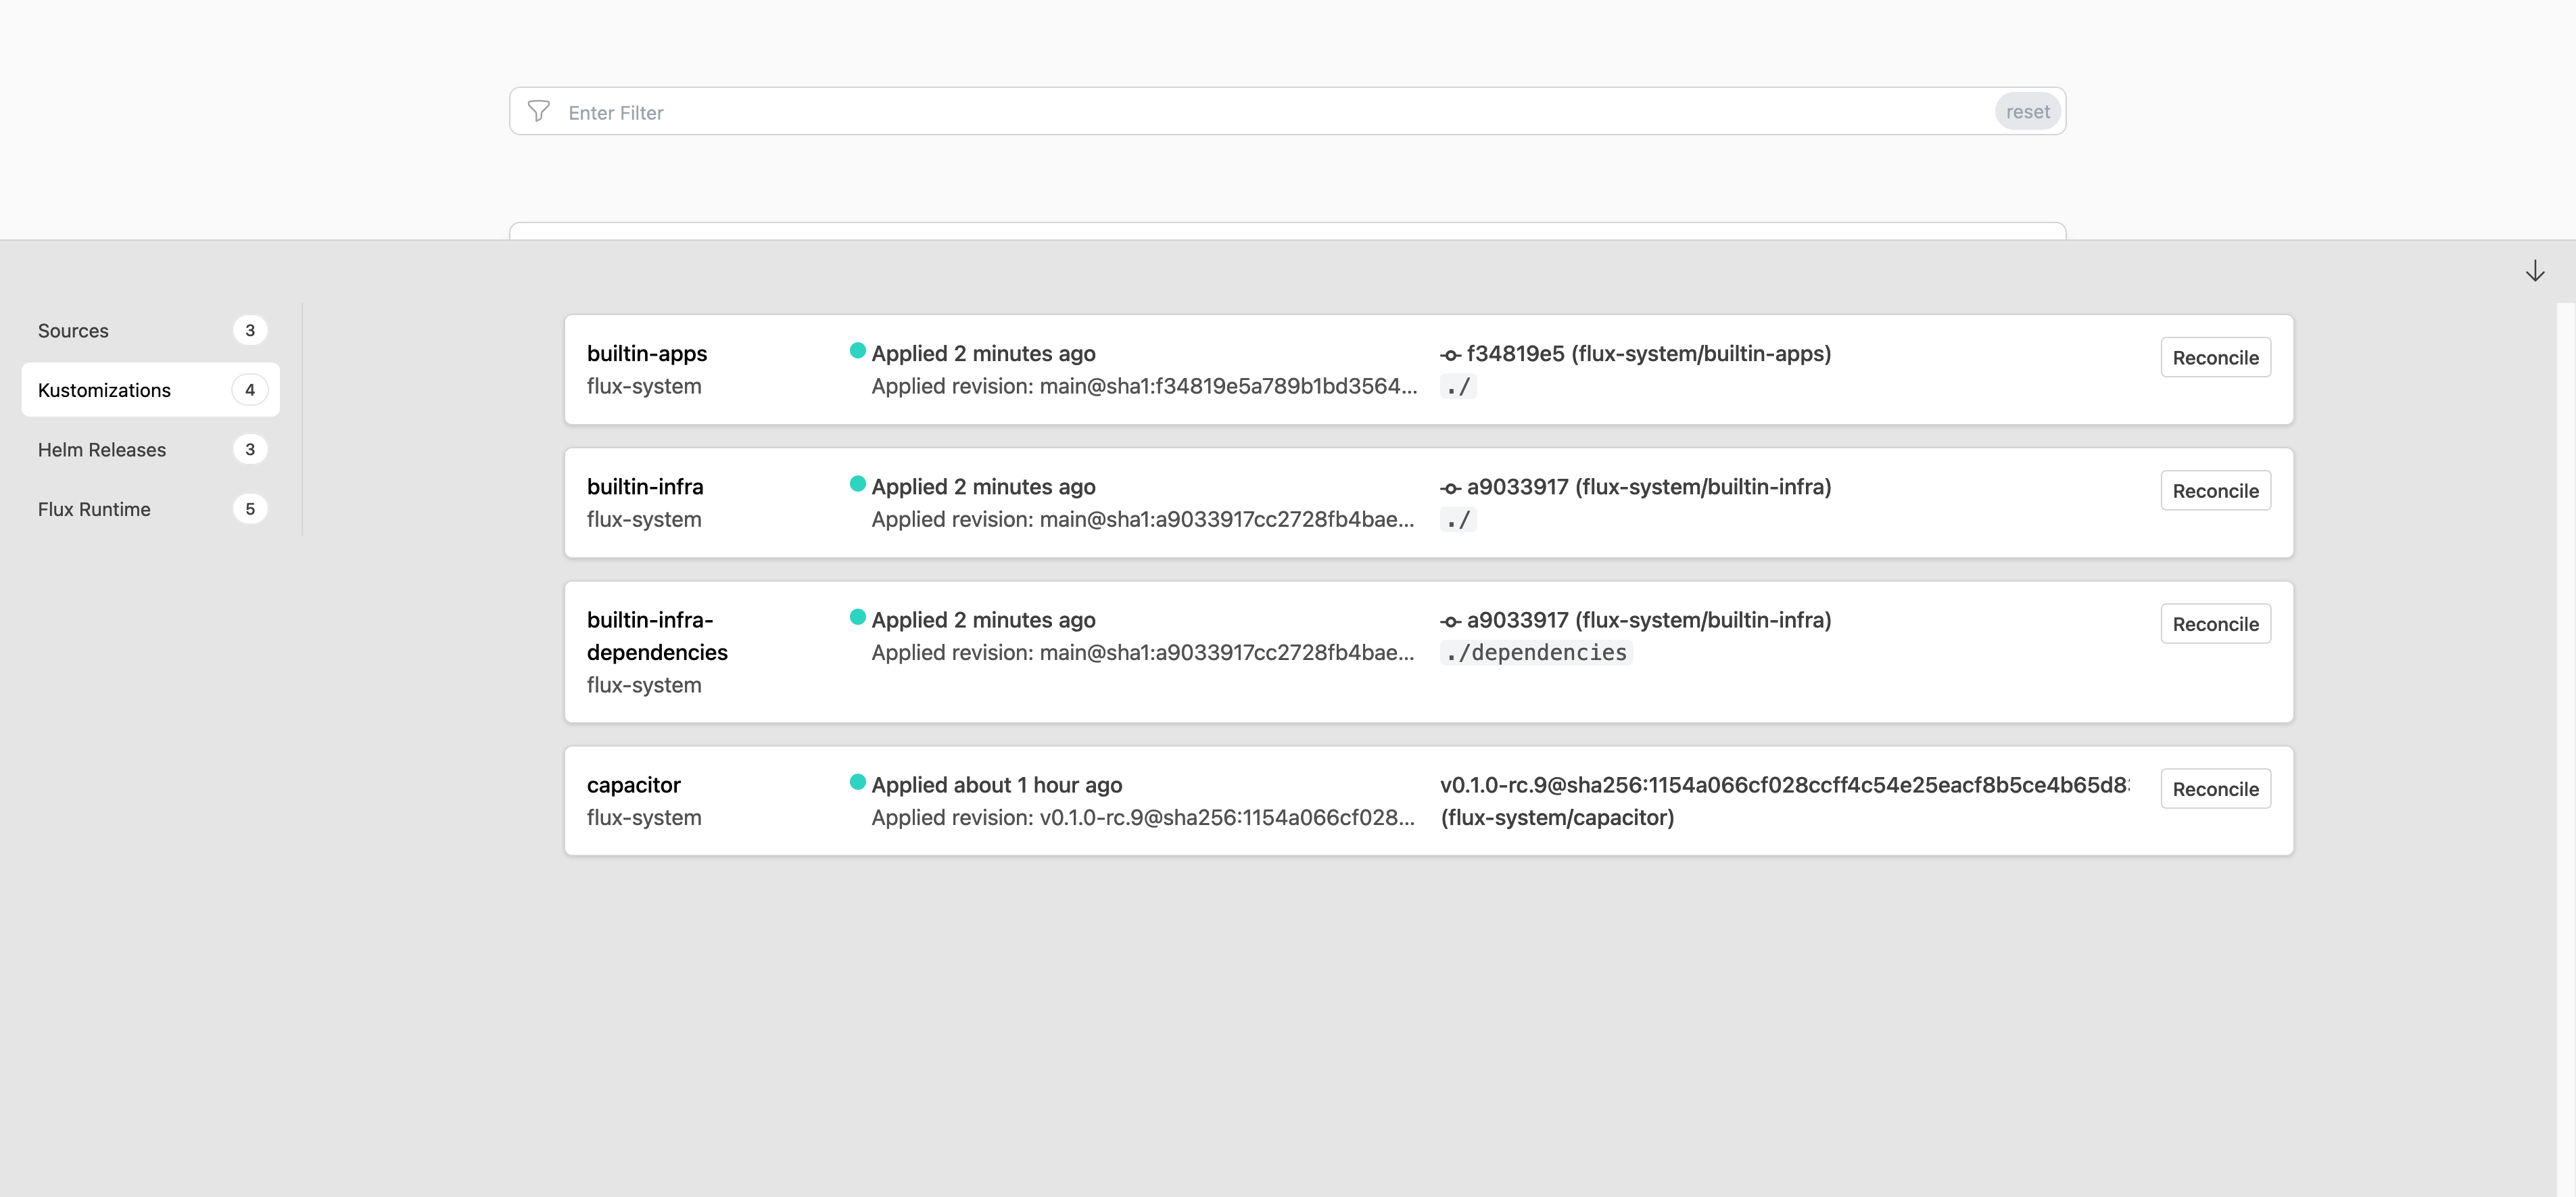 Enter Filter
reset
Sources 3
Kustomizations 4
Helm Releases 3
Flux Runtime 5
builtin-apps
flux-system
Applied 2 minutes ago
Applied revision: main@sha1:f34819e5a789b1bd3564...
f34819e5 (flux-system/builtin-apps)
./
Reconcile
builtin-infra
flux-system
Applied 2 minutes ago
Applied revision: main@sha1:a9033917cc2728fb4bae...
a9033917 (flux-system/builtin-infra)
./
Reconcile
builtin-infra-
dependencies
flux-system
Applied 2 minutes ago
Applied revision: main@sha1:a9033917cc2728fb4bae...
a9033917 (flux-system/builtin-infra)
./dependencies
Reconcile
capacitor
flux-system
Applied about 1 hour ago
Applied revision: v0.1.0-rc.9@sha256:1154a066cf028...
v0.1.0-rc.9@sha256:1154a066cf028ccff4c54e25eacf8b5ce4b65d8
(flux-system/capacitor)
Reconcile